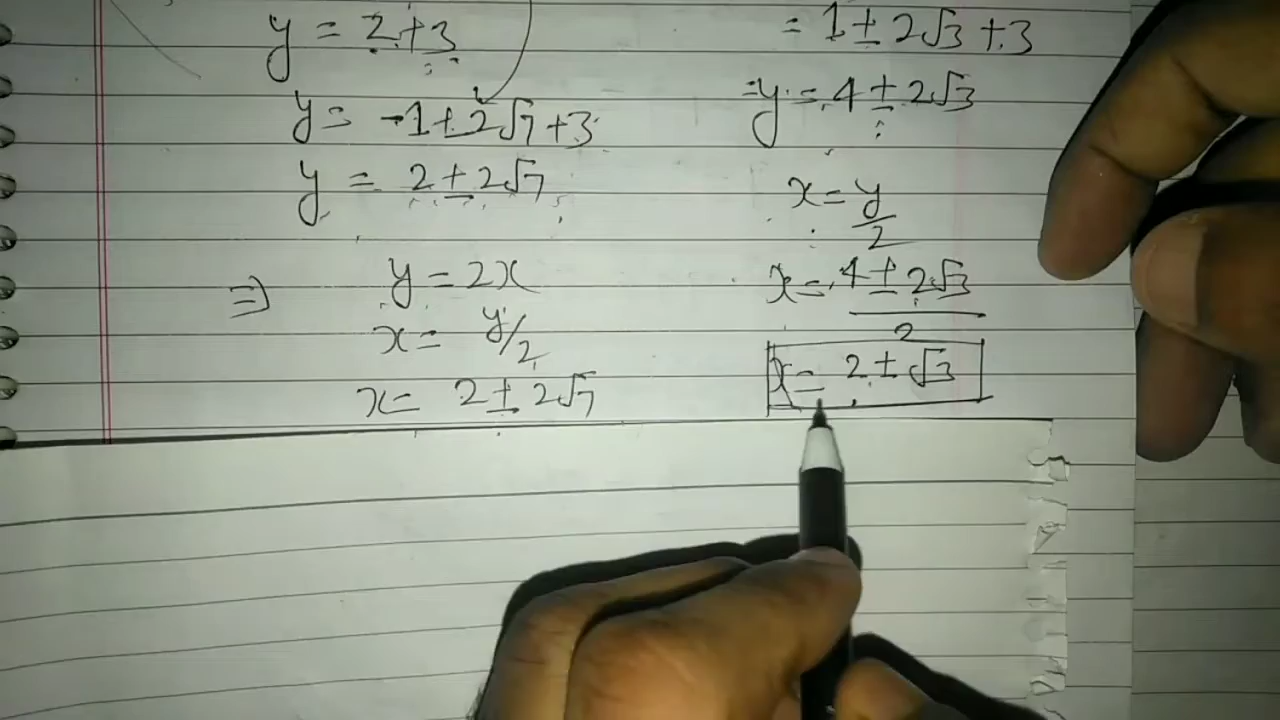 y = 2+3
y = -1±2√7+3
y = 2±2√7
⇒ y = 2x
x = y/2
x = 2±2√7
= 1±2√3+3
=y = 4±2√3
x = y/2
x = 4±2√3/2
x = 2±√3